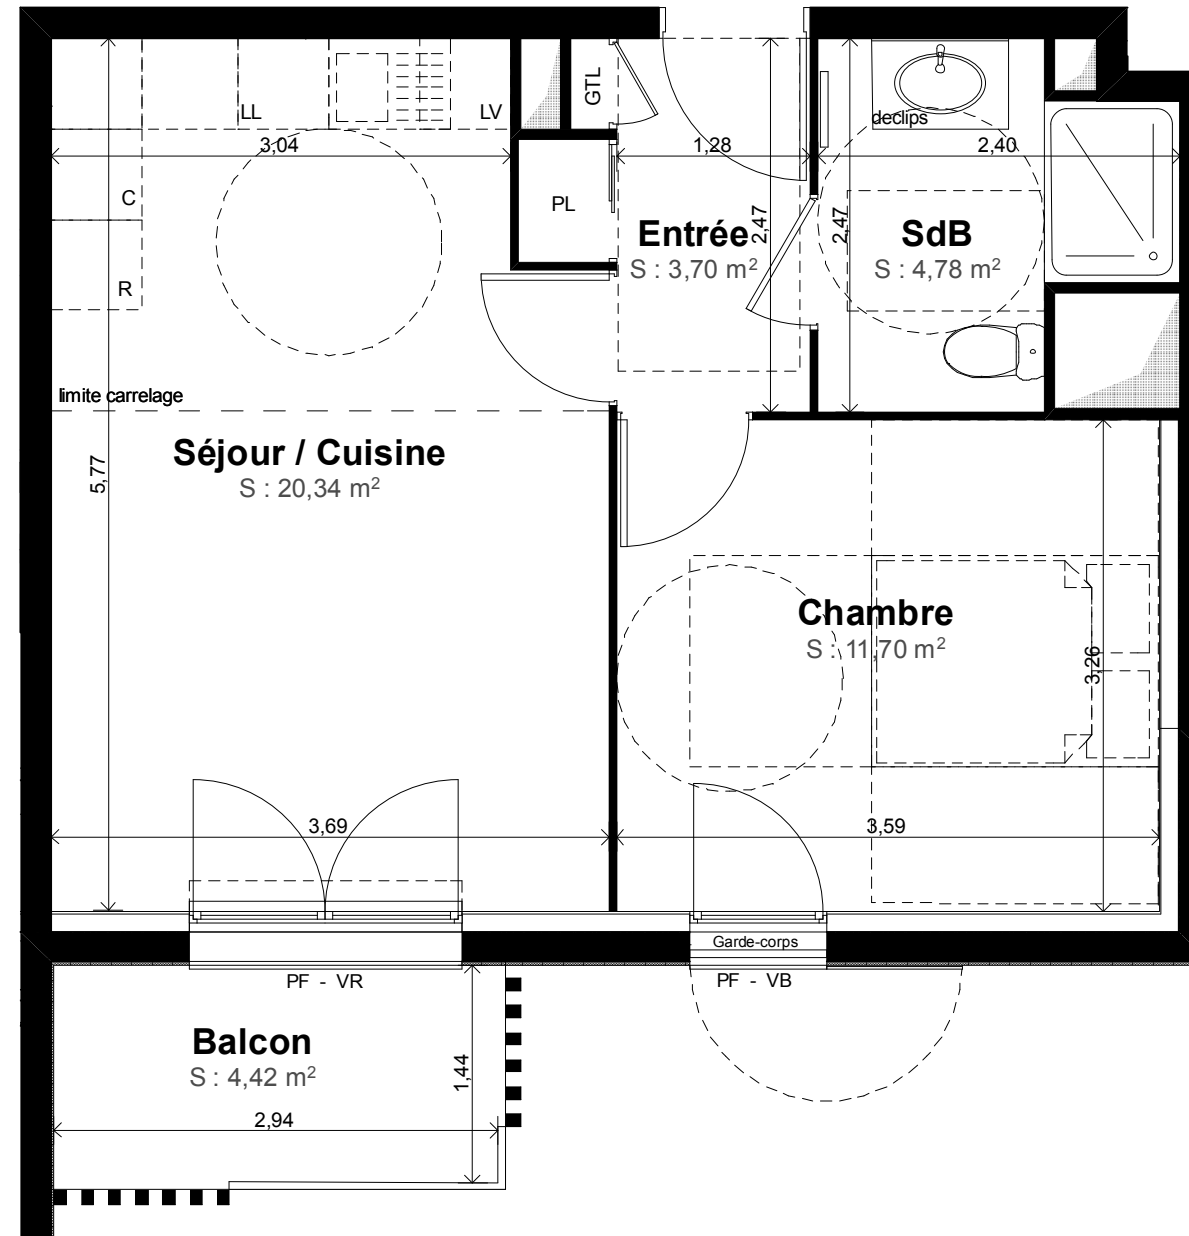 GTL
LL
LV
declips
3,04
1,28
2,40
C
PL
Entrée
S : 3,70 m²
2,47
2,47
SdB
S : 4,78 m²
R
limite carrelage
Séjour / Cuisine
S : 20,34 m²
5,77
Chambre
S : 11,70 m²
3,26
3,69
3,59
Garde-corps
PF - VR
PF - VB
Balcon
S : 4,42 m²
1,44
2,94